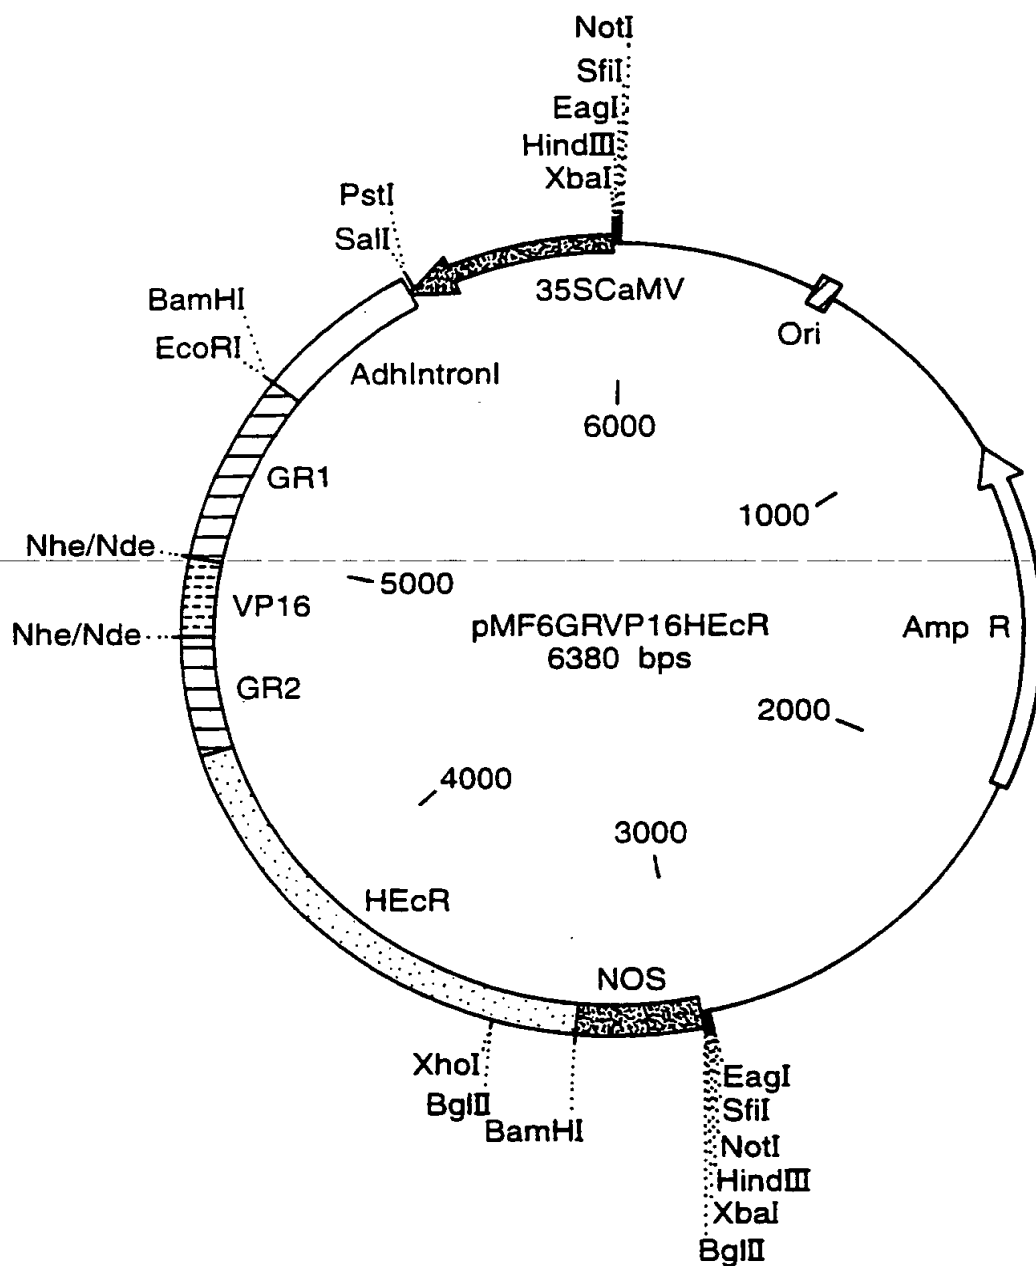 NotI
SfiI
EagI
HindIII
XbaI
PstI
SalI
35SCaMV
BamHI
Ori
EcoRI
AdhIntronI
6000
GR1
1000
Nhe/Nde
5000
VP16
pMF6GRVP16HEcR
Amp R
Nhe/Nde
6380 bps
GR2
2000
4000
3000
HEcR
NOS
XhoI
EagI
BglII
SfiI
BamHI
NotI
HindIII
XbaI
BglII